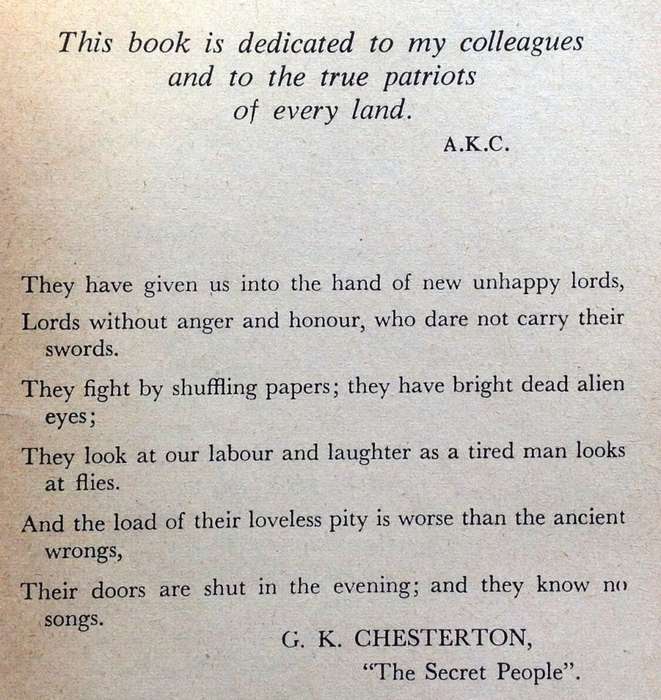 This book is dedicated to my colleagues
and to the true patriots
of every land.
A.K.C.
They have given us into the hand of new unhappy lords,
Lords without anger and honour, who dare not carry their
swords.
They fight by shuffling papers; they have bright dead alien
eyes;
They look at our labour and laughter as a tired man looks
at flies.
And the load of their loveless pity is worse than the ancient
wrongs,
Their doors are shut in the evening; and they know no
songs.
G. K. CHESTERTON,
“The Secret People”.